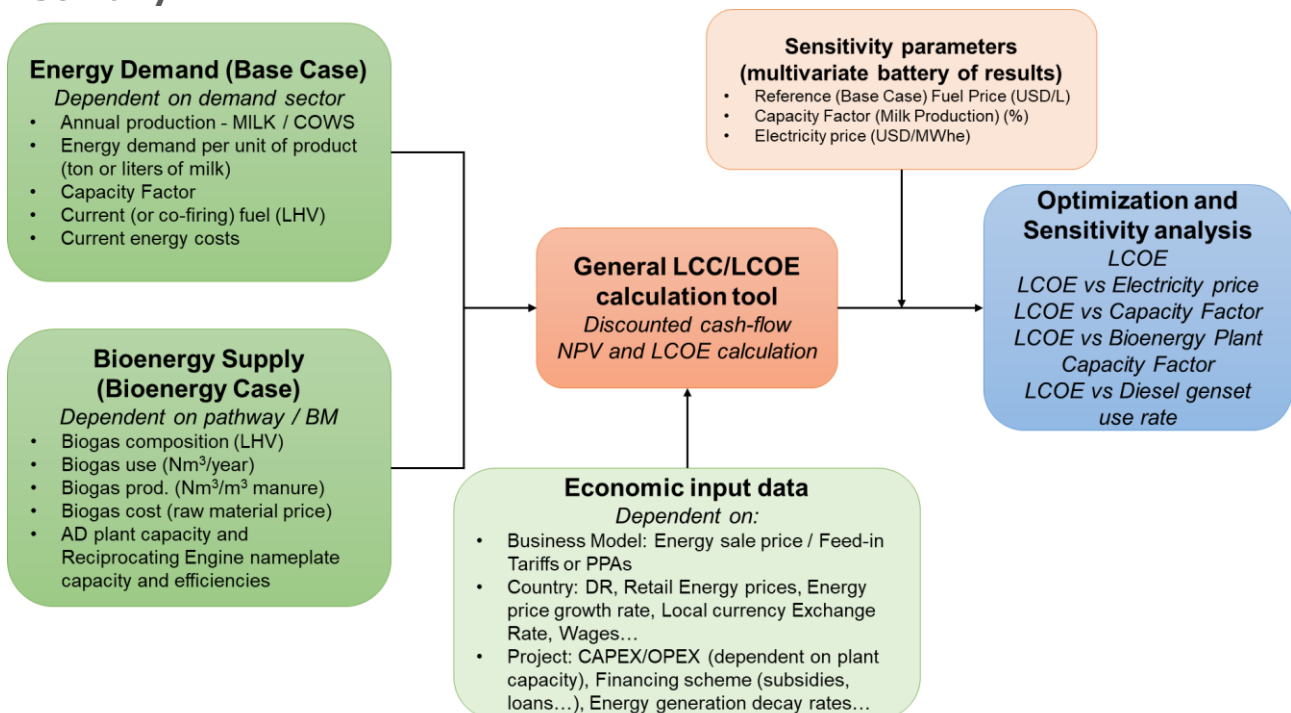 Energy Demand (Base Case)
Dependent on demand sector
• Annual production - MILK / COWS
• Energy demand per unit of product
(ton or liters of milk)
• Capacity Factor
• Current (or co-firing) fuel (LHV)
• Current energy costs
Bioenergy Supply
(Bioenergy Case)
Dependent on pathway / BM
• Biogas composition (LHV)
• Biogas use (Nm³/year)
• Biogas prod. (Nm³/m³ manure)
• Biogas cost (raw material price)
• AD plant capacity and
Reciprocating Engine nameplate
capacity and efficiencies
General LCC/LCOE
calculation tool
Discounted cash-flow
NPV and LCOE calculation
Sensitivity parameters
(multivariate battery of results)
• Reference (Base Case) Fuel Price (USD/L)
• Capacity Factor (Milk Production) (%)
• Electricity price (USD/MWhe)
Economic input data
Dependent on:
• Business Model: Energy sale price / Feed-in
Tariffs or PPAs
• Country: DR, Retail Energy prices, Energy
price growth rate, Local currency Exchange
Rate, Wages…
• Project: CAPEX/OPEX (dependent on plant
capacity), Financing scheme (subsidies,
loans…), Energy generation decay rates…
Optimization and
Sensitivity analysis
LCOE
LCOE vs Electricity price
LCOE vs Capacity Factor
LCOE vs Bioenergy Plant
Capacity Factor
LCOE vs Diesel genset
use rate